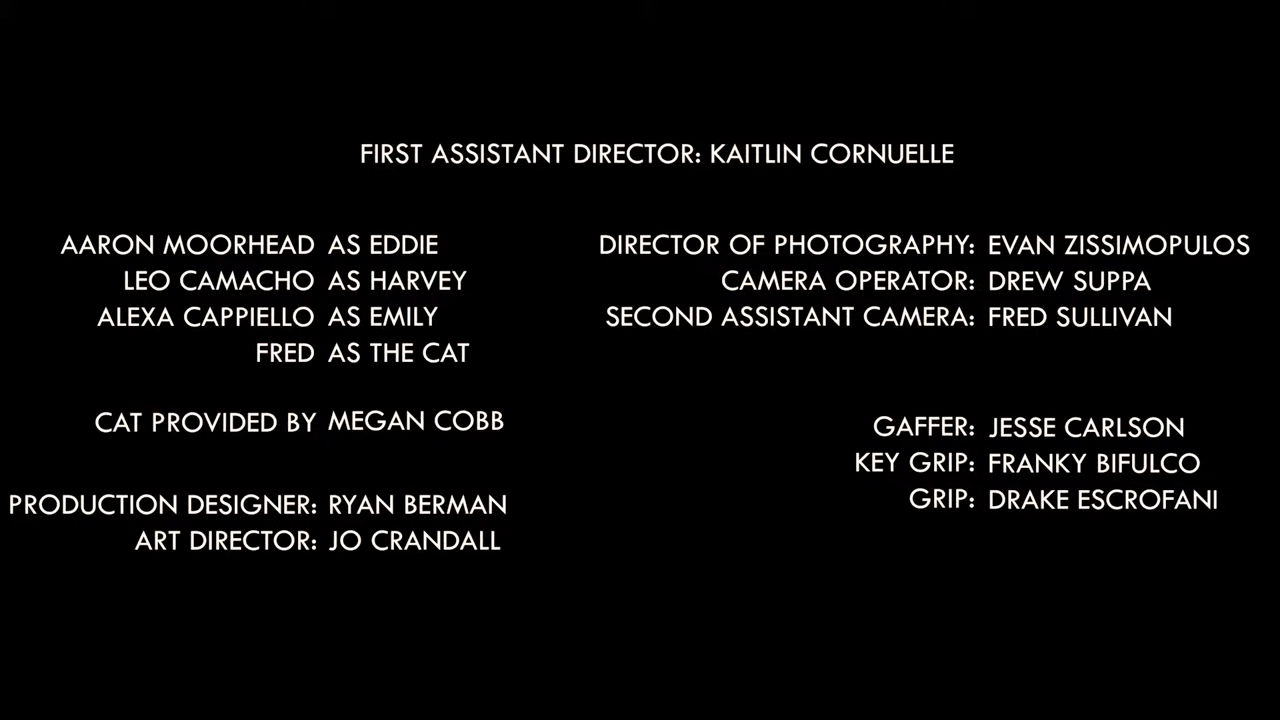 FIRST ASSISTANT DIRECTOR: KAITLIN CORNUELLE
AARON MOORHEAD AS EDDIE
LEO CAMACHO AS HARVEY
ALEXA CAPPIELLO AS EMILY
FRED AS THE CAT
CAT PROVIDED BY MEGAN COBB
PRODUCTION DESIGNER: RYAN BERMAN
ART DIRECTOR: JO CRANDALL
DIRECTOR OF PHOTOGRAPHY: EVAN ZISSIMOPULOS
CAMERA OPERATOR: DREW SUPPA
SECOND ASSISTANT CAMERA: FRED SULLIVAN
GAFFER: JESSE CARLSON
KEY GRIP: FRANKY BIFULCO
GRIP: DRAKE ESCROFANI